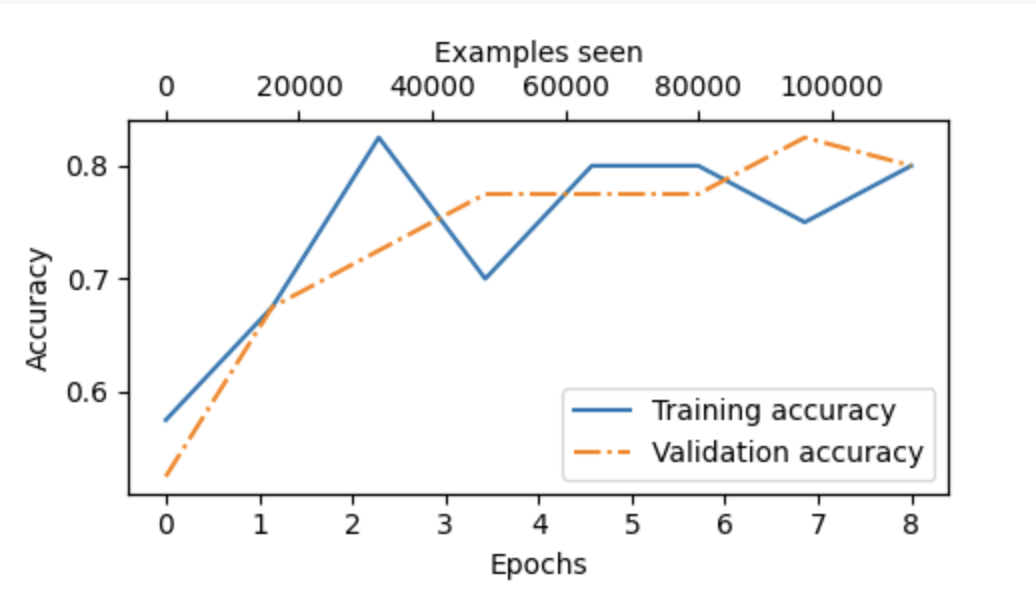 Examples seen
0 20000 40000 60000 80000 100000
0.8
0.7
0.6
Accuracy
Training accuracy
Validation accuracy
0 1 2 3 4 5 6 7 8
Epochs